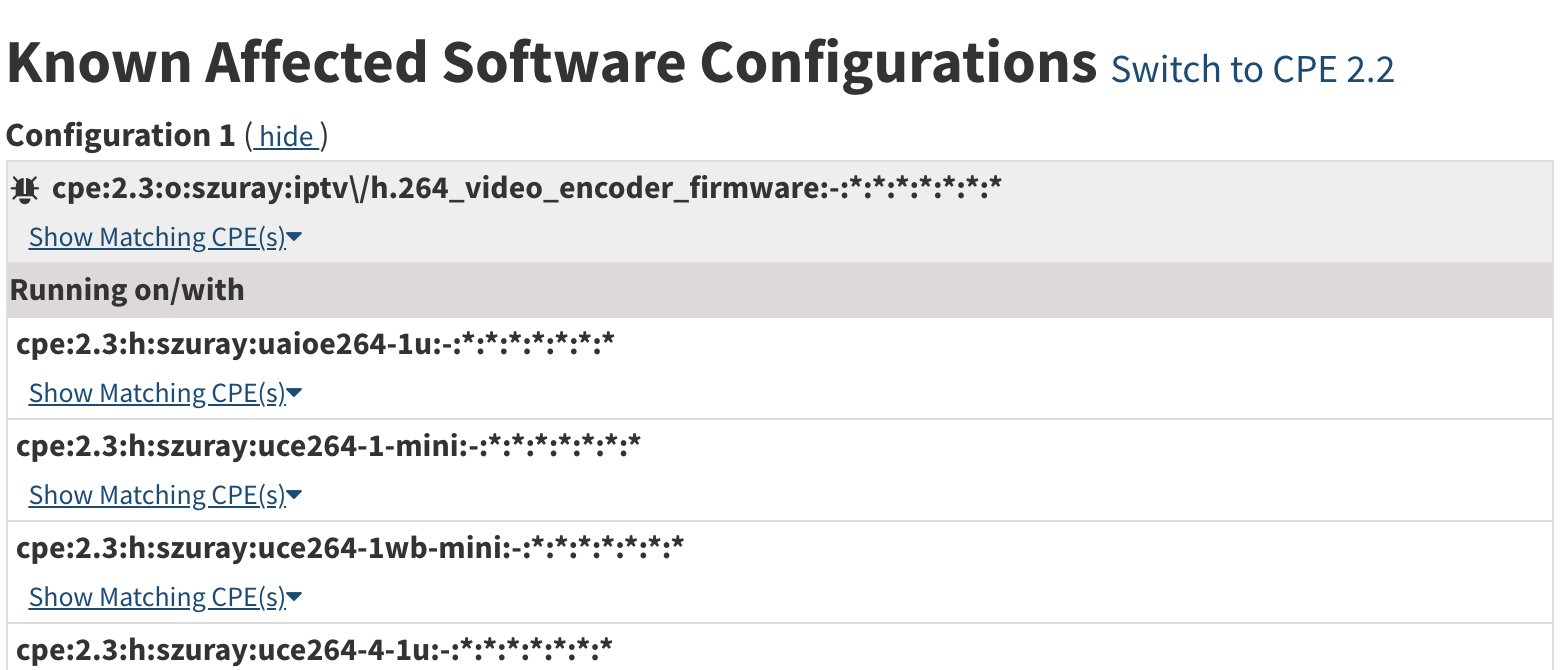 Known Affected Software Configurations Switch to CPE 2.2
Configuration 1 ( hide )
cpe:2.3:o:szuray:iptv\/h.264_video_encoder_firmware:-:*:*:*:*:*:*:*
Show Matching CPE(s)
Running on/with
cpe:2.3:h:szuray:uaioe264-1u:-:*:*:*:*:*:*:*
Show Matching CPE(s)
cpe:2.3:h:szuray:uce264-1-mini:-:*:*:*:*:*:*:*
Show Matching CPE(s)
cpe:2.3:h:szuray:uce264-1wb-mini:-:*:*:*:*:*:*:*
Show Matching CPE(s)
cpe:2.3:h:szuray:uce264-4-1u:-:*:*:*:*:*:*:*